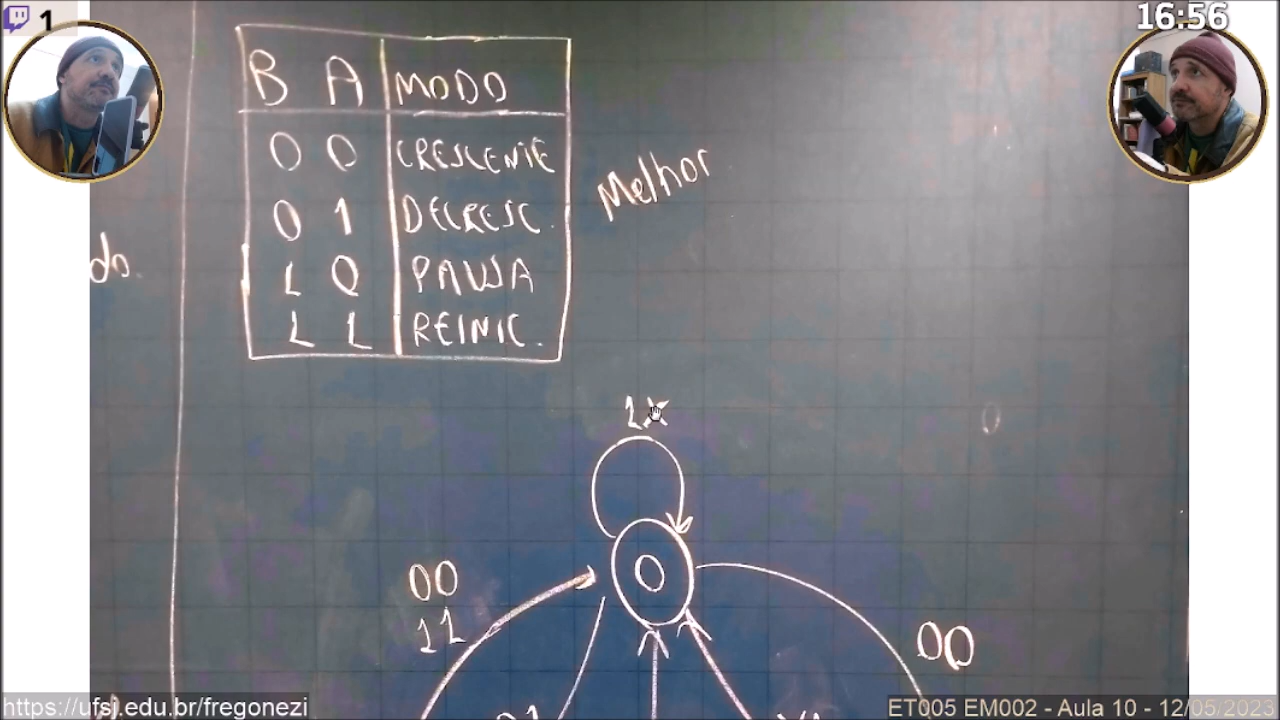 1
16:56
B A MODO
0 0 CRESCENTE
0 1 DECRESC.
1 0 PAUSA
1 1 REINIC.
Melhor
do.
1X
0
00
11
00
01
https://ufsj.edu.br/fregonezi
ET005 EM002 - Aula 10 - 12/05/2023